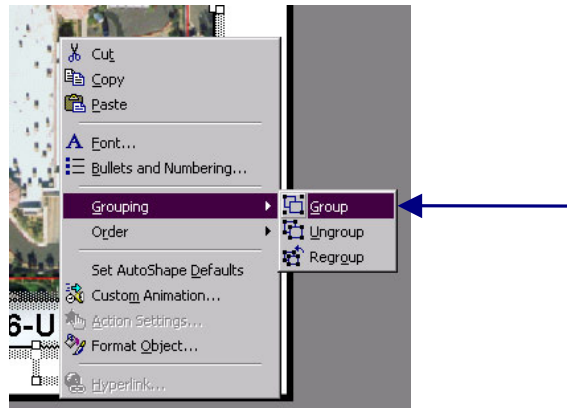 Cut
Copy
Paste
Font...
Bullets and Numbering...
Grouping
Group
Order
Ungroup
Regroup
Set AutoShape Defaults
Custom Animation...
6-U
Action Settings...
Format Object...
Hyperlink...